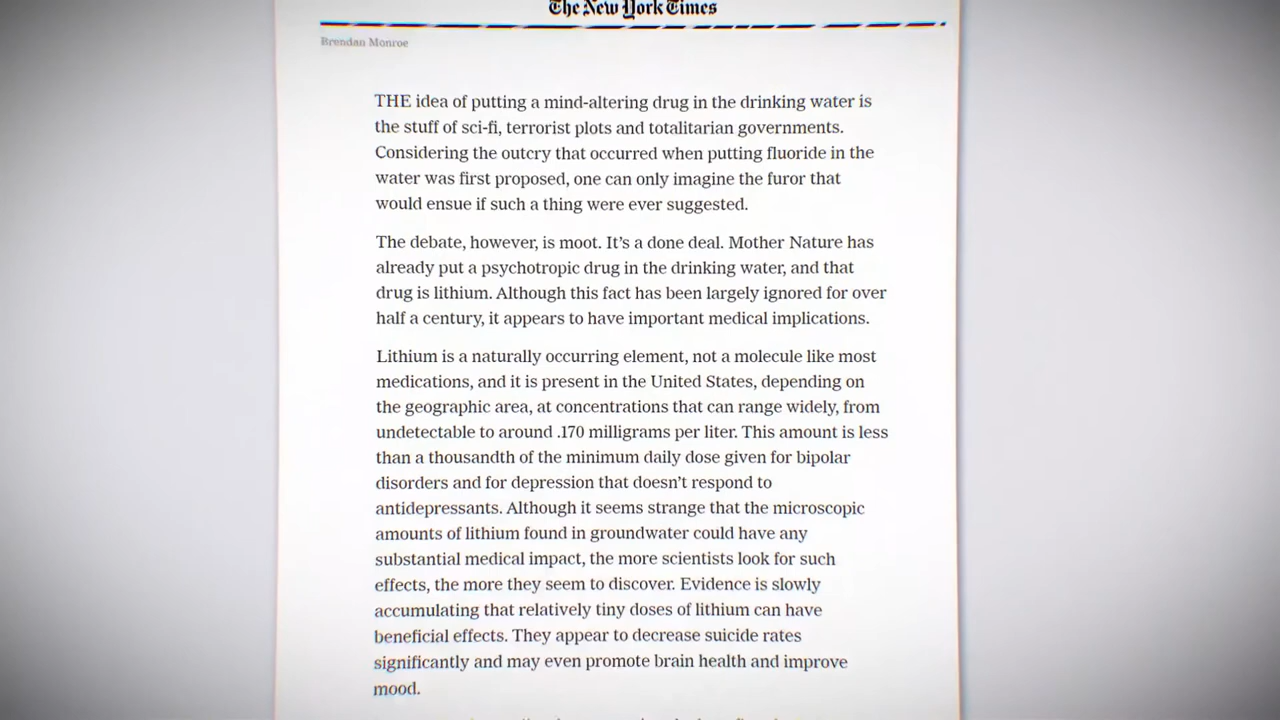 The New York Times
Brendan Monroe
THE idea of putting a mind-altering drug in the drinking water is
the stuff of sci-fi, terrorist plots and totalitarian governments.
Considering the outcry that occurred when putting fluoride in the
water was first proposed, one can only imagine the furor that
would ensue if such a thing were ever suggested.
The debate, however, is moot. It’s a done deal. Mother Nature has
already put a psychotropic drug in the drinking water, and that
drug is lithium. Although this fact has been largely ignored for over
half a century, it appears to have important medical implications.
Lithium is a naturally occurring element, not a molecule like most
medications, and it is present in the United States, depending on
the geographic area, at concentrations that can range widely, from
undetectable to around .170 milligrams per liter. This amount is less
than a thousandth of the minimum daily dose given for bipolar
disorders and for depression that doesn’t respond to
antidepressants. Although it seems strange that the microscopic
amounts of lithium found in groundwater could have any
substantial medical impact, the more scientists look for such
effects, the more they seem to discover. Evidence is slowly
accumulating that relatively tiny doses of lithium can have
beneficial effects. They appear to decrease suicide rates
significantly and may even promote brain health and improve
mood.